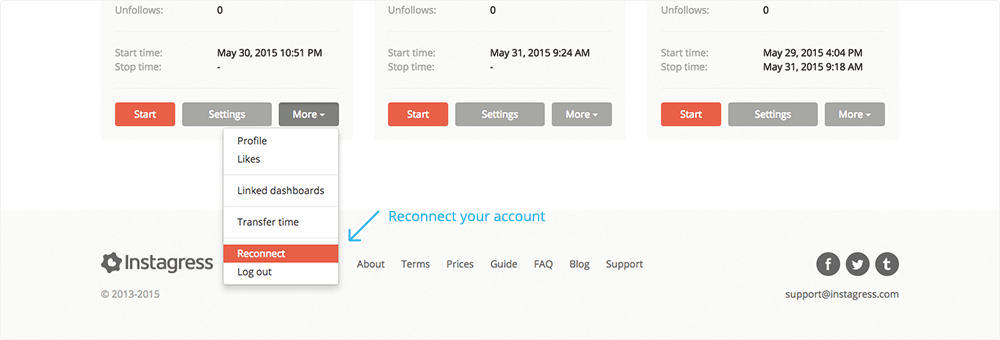 Unfollows: 0
Unfollows: 0
Unfollows: 0
Start time: May 30, 2015 10:51 PM
Stop time: -
Start time: May 31, 2015 9:24 AM
Stop time: -
Start time: May 29, 2015 4:04 PM
Stop time: May 31, 2015 9:18 AM
Start Settings More
Start Settings More
Start Settings More
Profile
Likes
Linked dashboards
Transfer time
Reconnect
Log out
Reconnect your account
Instagress
About Terms Prices Guide FAQ Blog Support
© 2013-2015
support@instagress.com